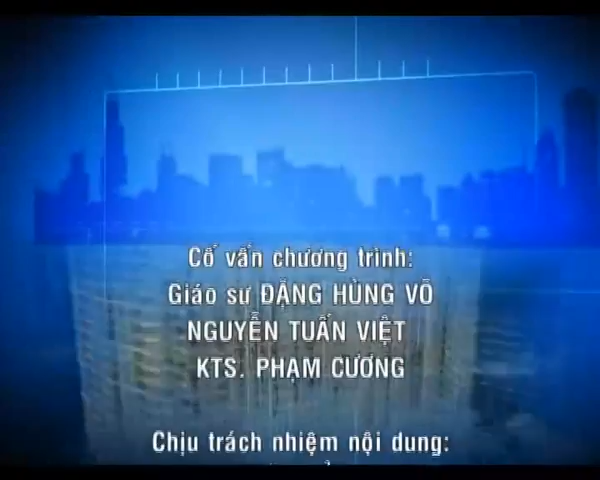 Cố vấn chương trình:
Giáo sư ĐẶNG HÙNG VÕ
NGUYỄN TUẤN VIỆT
KTS. PHẠM CƯƠNG
Chịu trách nhiệm nội dung: